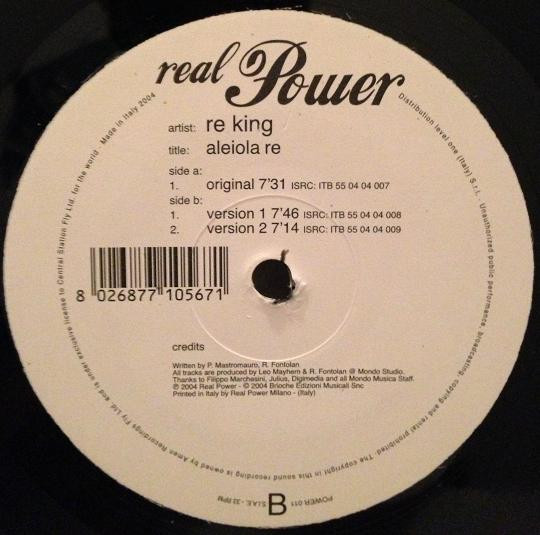 real Power
artist: re king
title: aleiola re
side a:
1. original 7'31 ISRC: ITB 55 04 04 007
side b:
1. version 1 7'46 ISRC: ITB 55 04 04 008
2. version 2 7'14 ISRC: ITB 55 04 04 009
8 026877 105671
credits
Written by P. Mastromauro, R. Fontolan
All tracks are produced by Leo Mayhem & R. Fontolan @ Mondo Studio.
Thanks to Filippo Marchesini, Julius, Digimedia and all Mondo Musica Staff.
℗ 2004 Real Power - © 2004 Brioche Edizioni Musicali Snc
Printed in Italy by Real Power Milano - (Italy)
Distribution level one (Italy) S.r.l. · Unauthorized public performance, broadcasting, copying and rental prohibited · The copyright in this sound recording is owned by Amen Recordings Pty Ltd. and is under exclusive license to Central Station Pty Ltd. for the world · Made in Italy 2004
POWER 011 B S.I.A.E. - 33 RPM